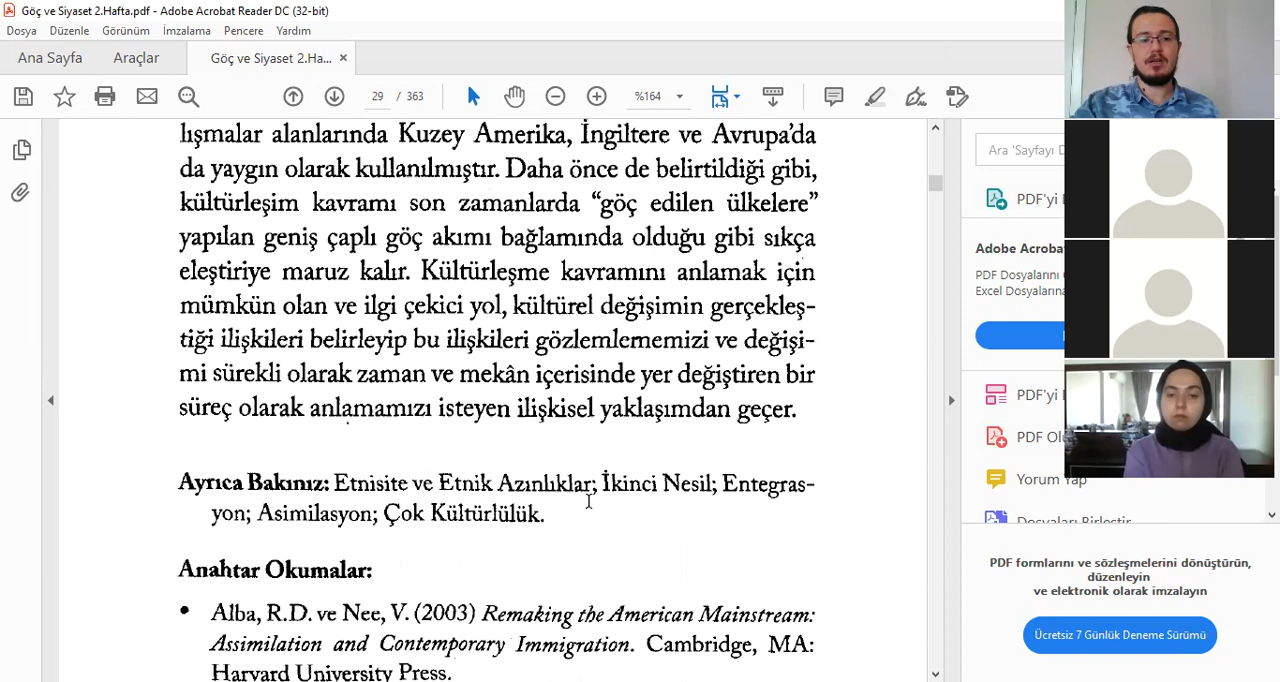 Göç ve Siyaset 2.Hafta.pdf - Adobe Acrobat Reader DC (32-bit)
Dosya Düzenle Görünüm İmzalama Pencere Yardım
Ana Sayfa Araçlar Göç ve Siyaset 2.Ha... ×
29 / 363 %164
lışmalar alanlarında Kuzey Amerika, İngiltere ve Avrupa’da
da yaygın olarak kullanılmıştır. Daha önce de belirtildiği gibi,
kültürleşim kavramı son zamanlarda “göç edilen ülkelere”
yapılan geniş çaplı göç akımı bağlamında olduğu gibi sıkça
eleştiriye maruz kalır. Kültürleşme kavramını anlamak için
mümkün olan ve ilgi çekici yol, kültürel değişimin gerçekleş-
tiği ilişkileri belirleyip bu ilişkileri gözlemlememizi ve değişi-
mi sürekli olarak zaman ve mekân içerisinde yer değiştiren bir
süreç olarak anlamamızı isteyen ilişkisel yaklaşımdan geçer.
Ayrıca Bakınız: Etnisite ve Etnik Azınlıklar; İkinci Nesil; Entegras-
yon; Asimilasyon; Çok Kültürlülük.
Anahtar Okumalar:
• Alba, R.D. ve Nee, V. (2003) Remaking the American Mainstream:
Assimilation and Contemporary Immigration. Cambridge, MA:
Harvard University Press.
Ara 'Sayfayı D
PDF'yi
Adobe Acrobat
PDF Dosyalarını
Excel Dosyaların
PDF'yi
PDF Ol
Yorum Yap
Dosyaları Birleştir
PDF formlarını ve sözleşmelerini dönüştürün,
düzenleyin
ve elektronik olarak imzalayın
Ücretsiz 7 Günlük Deneme Sürümü